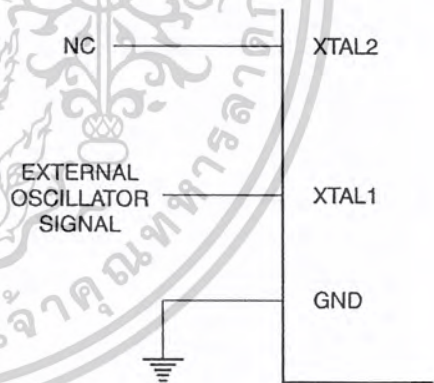 NC
XTAL2
EXTERNAL
OSCILLATOR
SIGNAL
XTAL1
GND